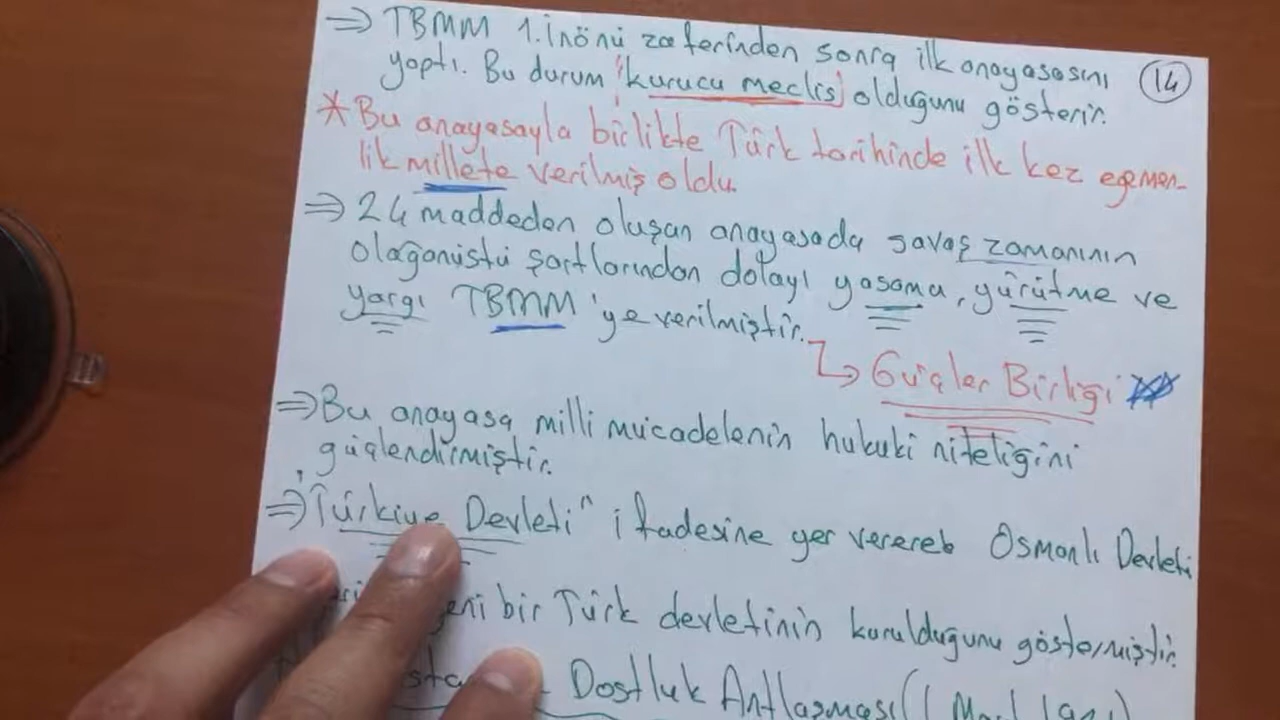 ⇒ TBMM 1. İnönü zaferinden sonra ilk anayasasını
yaptı. Bu durum "kurucu meclis" olduğunu gösterir.
14
* Bu anayasayla birlikte Türk tarihinde ilk kez egemen-
lik millete verilmiş oldu.
⇒ 24 maddeden oluşan anayasada savaş zamanının
olağanüstü şartlarından dolayı yasama, yürütme ve
yargı TBMM'ye verilmiştir.
↳ Güçler Birliği
⇒ Bu anayasa milli mücadelenin hukuki niteliğini
güçlendirmiştir.
⇒ "Türkiye Devleti" ifadesine yer vererek Osmanlı Devleti
bir Türk devletinin kurulduğunu göstermiştir.
Dostluk Antlaşması (